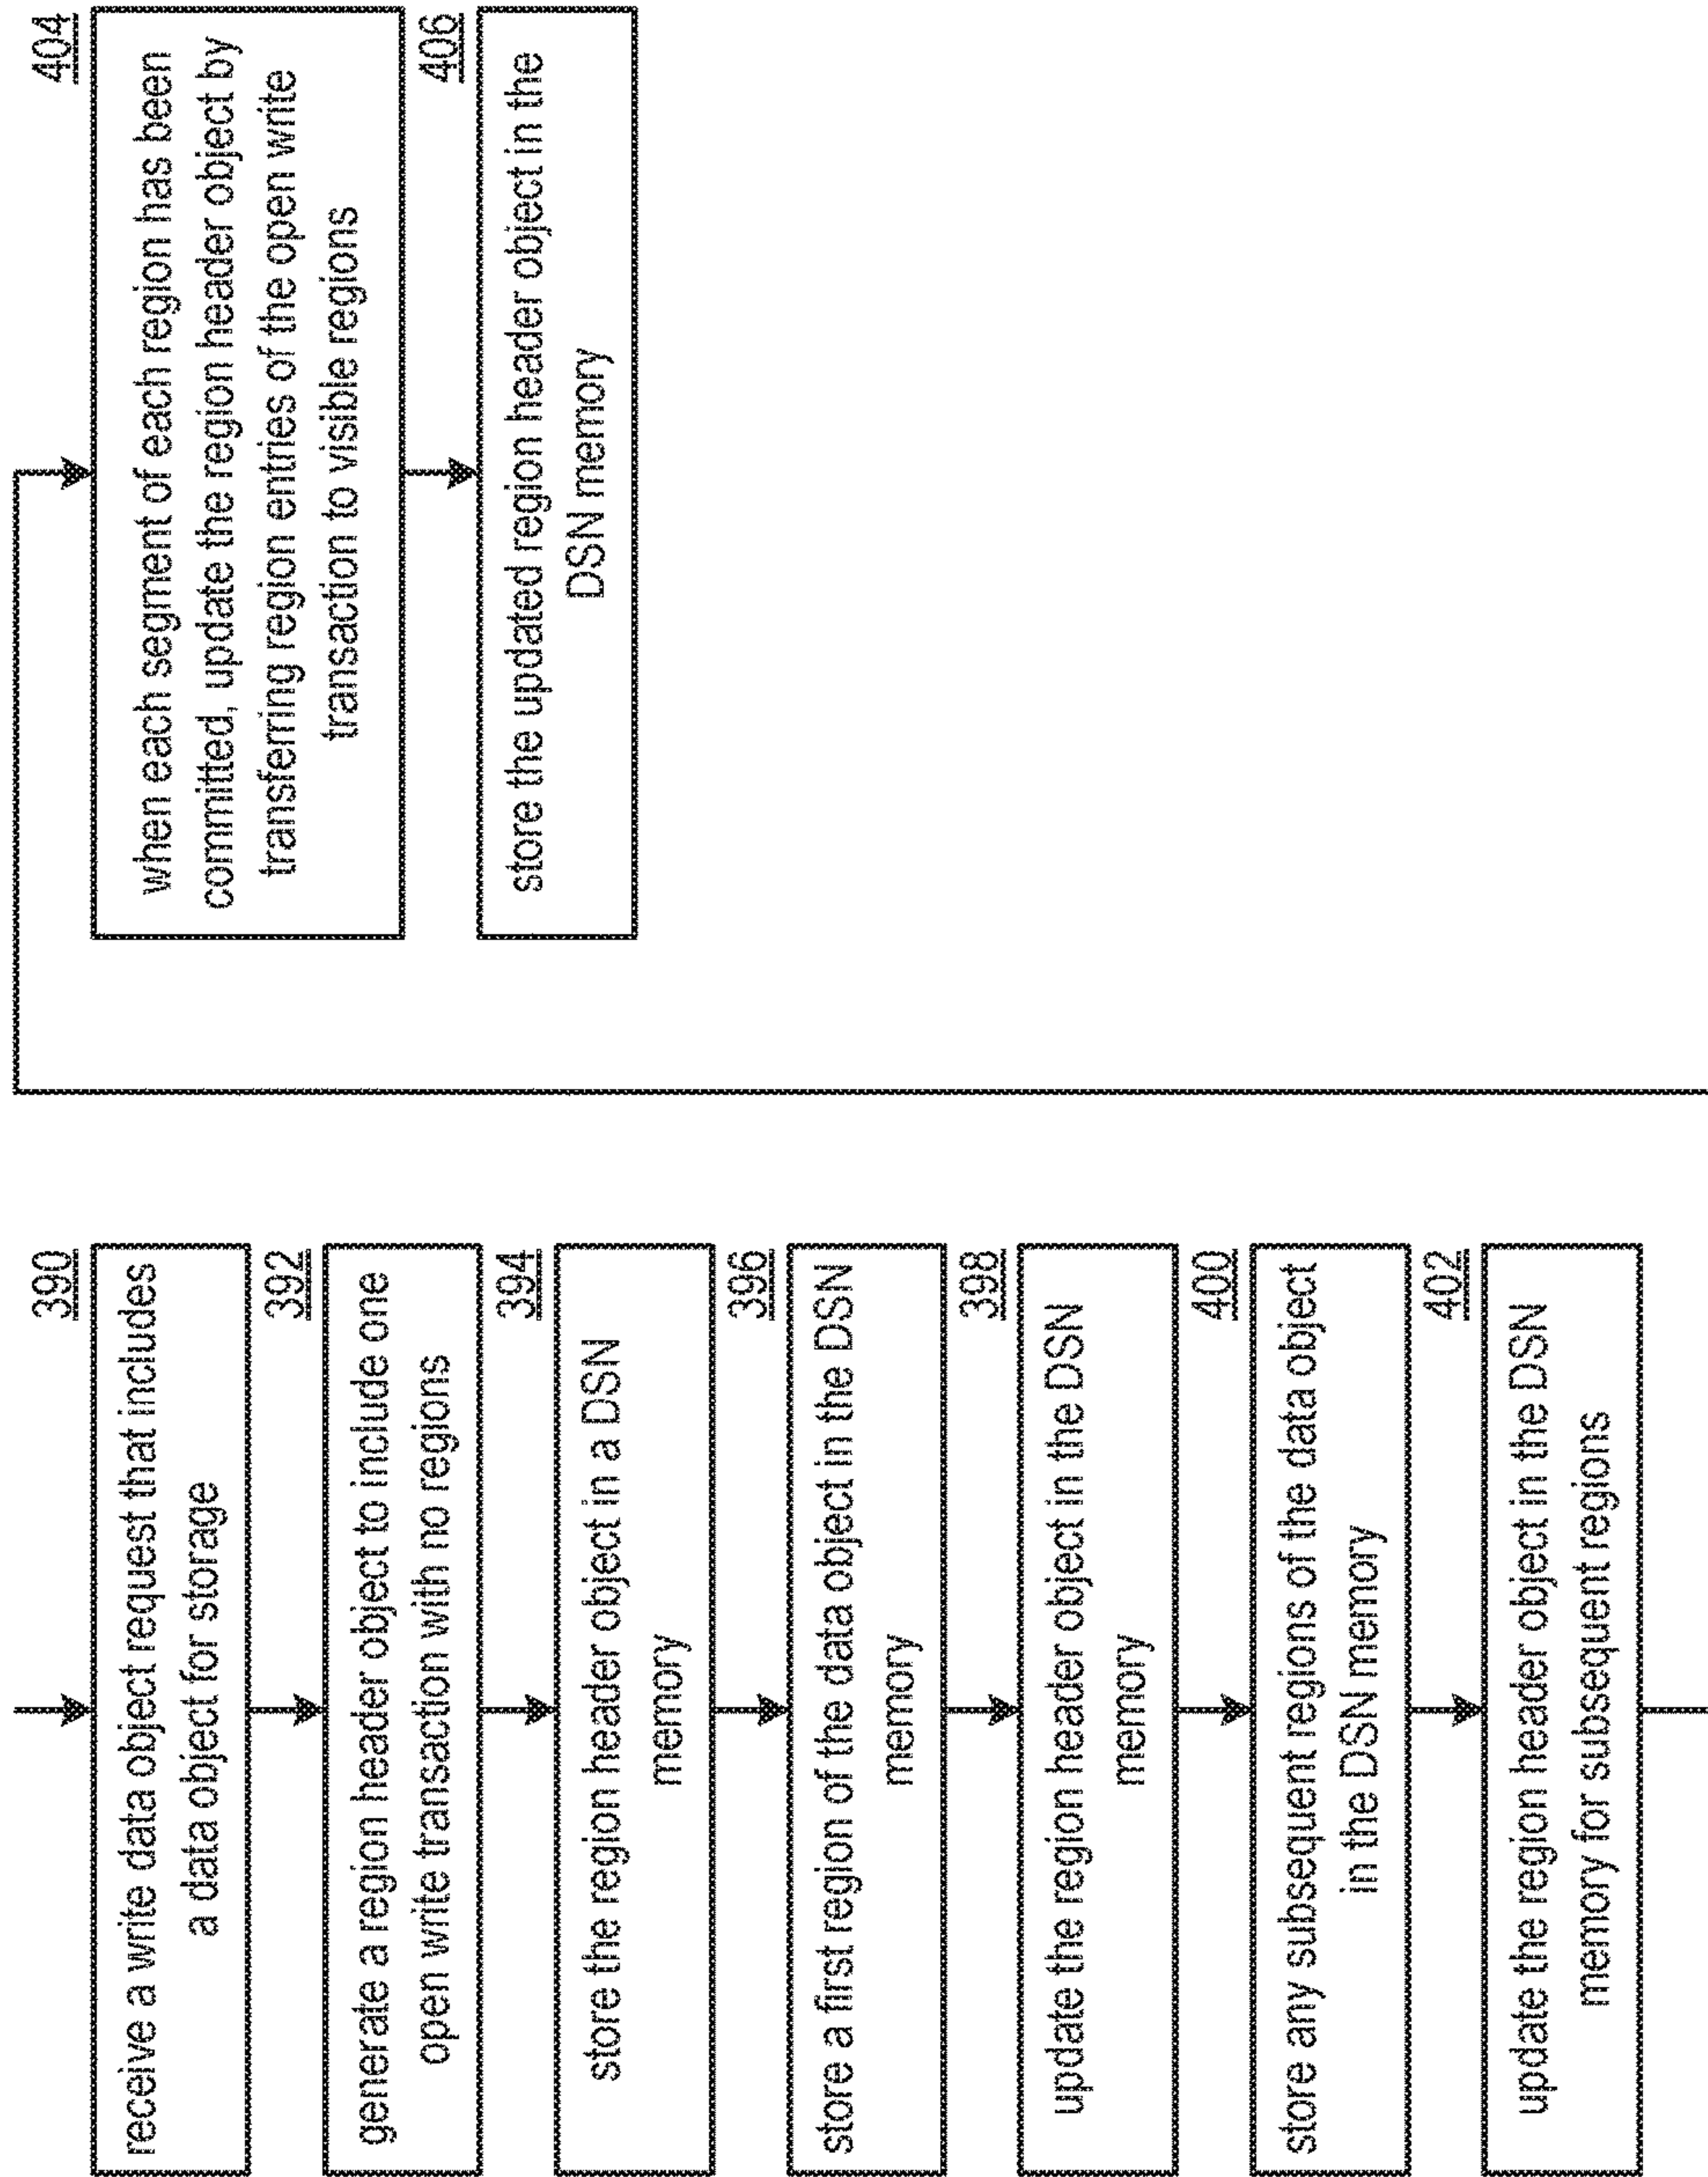 390
receive a write data object request that includes
a data object for storage
392
generate a region header object to include one
open write transaction with no regions
394
store the region header object in a DSN
memory
396
store a first region of the data object in the DSN
memory
398
update the region header object in the DSN
memory
400
store any subsequent regions of the data object
in the DSN memory
402
update the region header object in the DSN
memory for subsequent regions
404
when each segment of each region has been
committed, update the region header object by
transferring region entries of the open write
transaction to visible regions
406
store the updated region header object in the
DSN memory